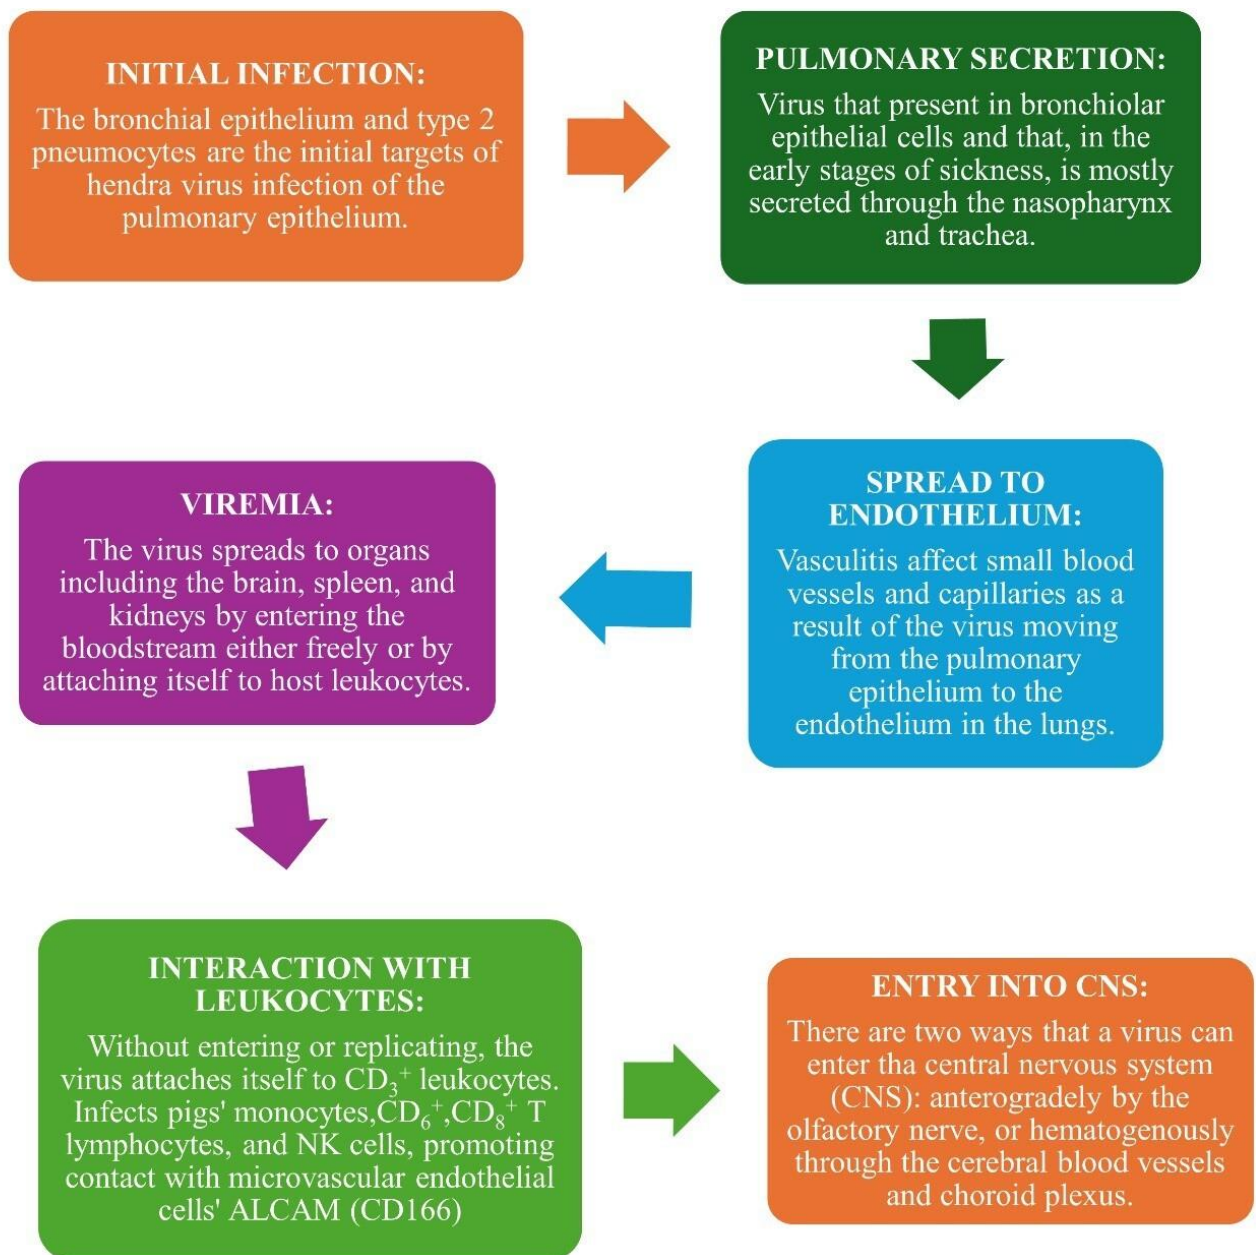 INITIAL INFECTION:
The bronchial epithelium and type 2
pneumocytes are the initial targets of
hendra virus infection of the
pulmonary epithelium.
PULMONARY SECRETION:
Virus that present in bronchiolar
epithelial cells and that, in the
early stages of sickness, is mostly
secreted through the nasopharynx
and trachea.
SPREAD TO
ENDOTHELIUM:
Vasculitis affect small blood
vessels and capillaries as a
result of the virus moving
from the pulmonary
epithelium to the
endothelium in the lungs.
VIREMIA:
The virus spreads to organs
including the brain, spleen, and
kidneys by entering the
bloodstream either freely or by
attaching itself to host leukocytes.
INTERACTION WITH
LEUKOCYTES:
Without entering or replicating, the
virus attaches itself to CD₃⁺ leukocytes.
Infects pigs' monocytes,CD₆⁺,CD₈⁺ T
lymphocytes, and NK cells, promoting
contact with microvascular endothelial
cells' ALCAM (CD166)
ENTRY INTO CNS:
There are two ways that a virus can
enter tha central nervous system
(CNS): anterogradely by the
olfactory nerve, or hematogenously
through the cerebral blood vessels
and choroid plexus.